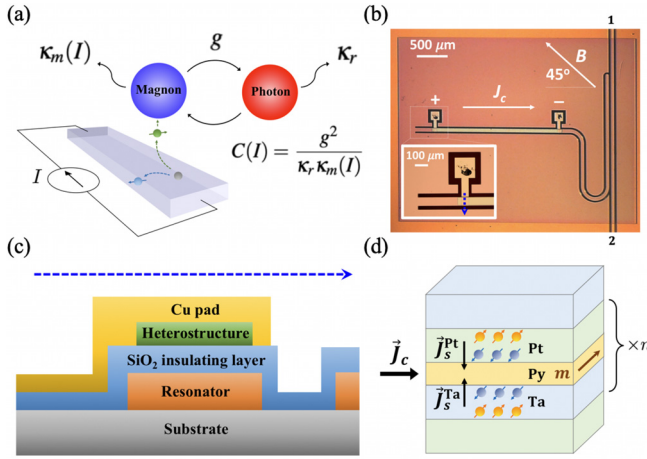 (a)
κm(I)
g
κr
Magnon
Photon
C(I) = g² / κr κm(I)
I
(b)
1
500 μm
B
45°
Jc
+
−
100 μm
2
(c)
Cu pad
Heterostructure
SiO2 insulating layer
Resonator
Substrate
(d)
J⃗c
J⃗sPt
Pt
Py
m
×n
J⃗sTa
Ta